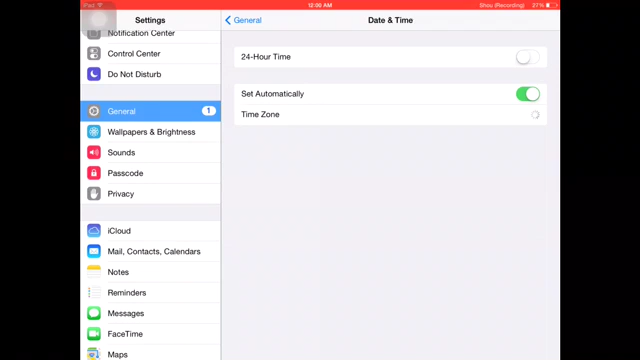 iPad 12:00 AM Shou (Recording) 27%
Settings
General
Date & Time
Notification Center
Control Center
Do Not Disturb
General 1
Wallpapers & Brightness
Sounds
Passcode
Privacy
iCloud
Mail, Contacts, Calendars
Notes
Reminders
Messages
FaceTime
Maps
24-Hour Time
Set Automatically
Time Zone